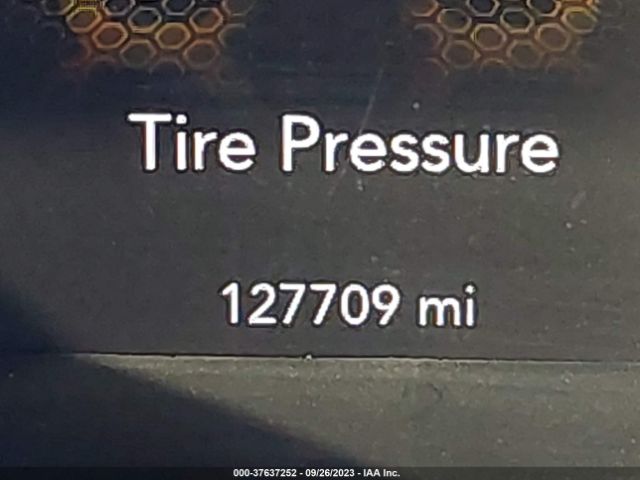 Tire Pressure
127709 mi
000-37637252 - 09/26/2023 - IAA Inc.